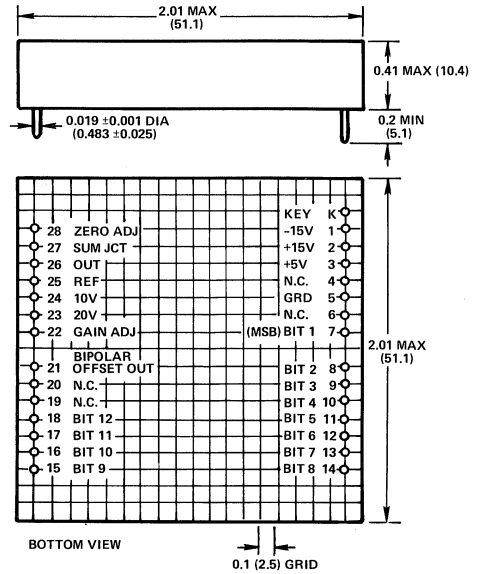 2.01 MAX
(51.1)
0.41 MAX (10.4)
0.019 ±0.001 DIA
(0.483 ±0.025)
0.2 MIN
(5.1)
KEY K
28 ZERO ADJ
-15V 1
27 SUM JCT
+15V 2
26 OUT
+5V 3
25 REF
N.C. 4
24 10V
GRD 5
23 20V
N.C. 6
22 GAIN ADJ
(MSB) BIT 1 7
2.01 MAX
(51.1)
BIPOLAR
21 OFFSET OUT
BIT 2 8
20 N.C.
BIT 3 9
19 N.C.
BIT 4 10
18 BIT 12
BIT 5 11
17 BIT 11
BIT 6 12
16 BIT 10
BIT 7 13
15 BIT 9
BIT 8 14
BOTTOM VIEW
0.1 (2.5) GRID